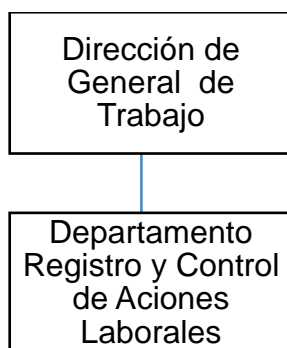 Dirección de
General de
Trabajo
Departamento
Registro y Control
de Aciones
Laborales